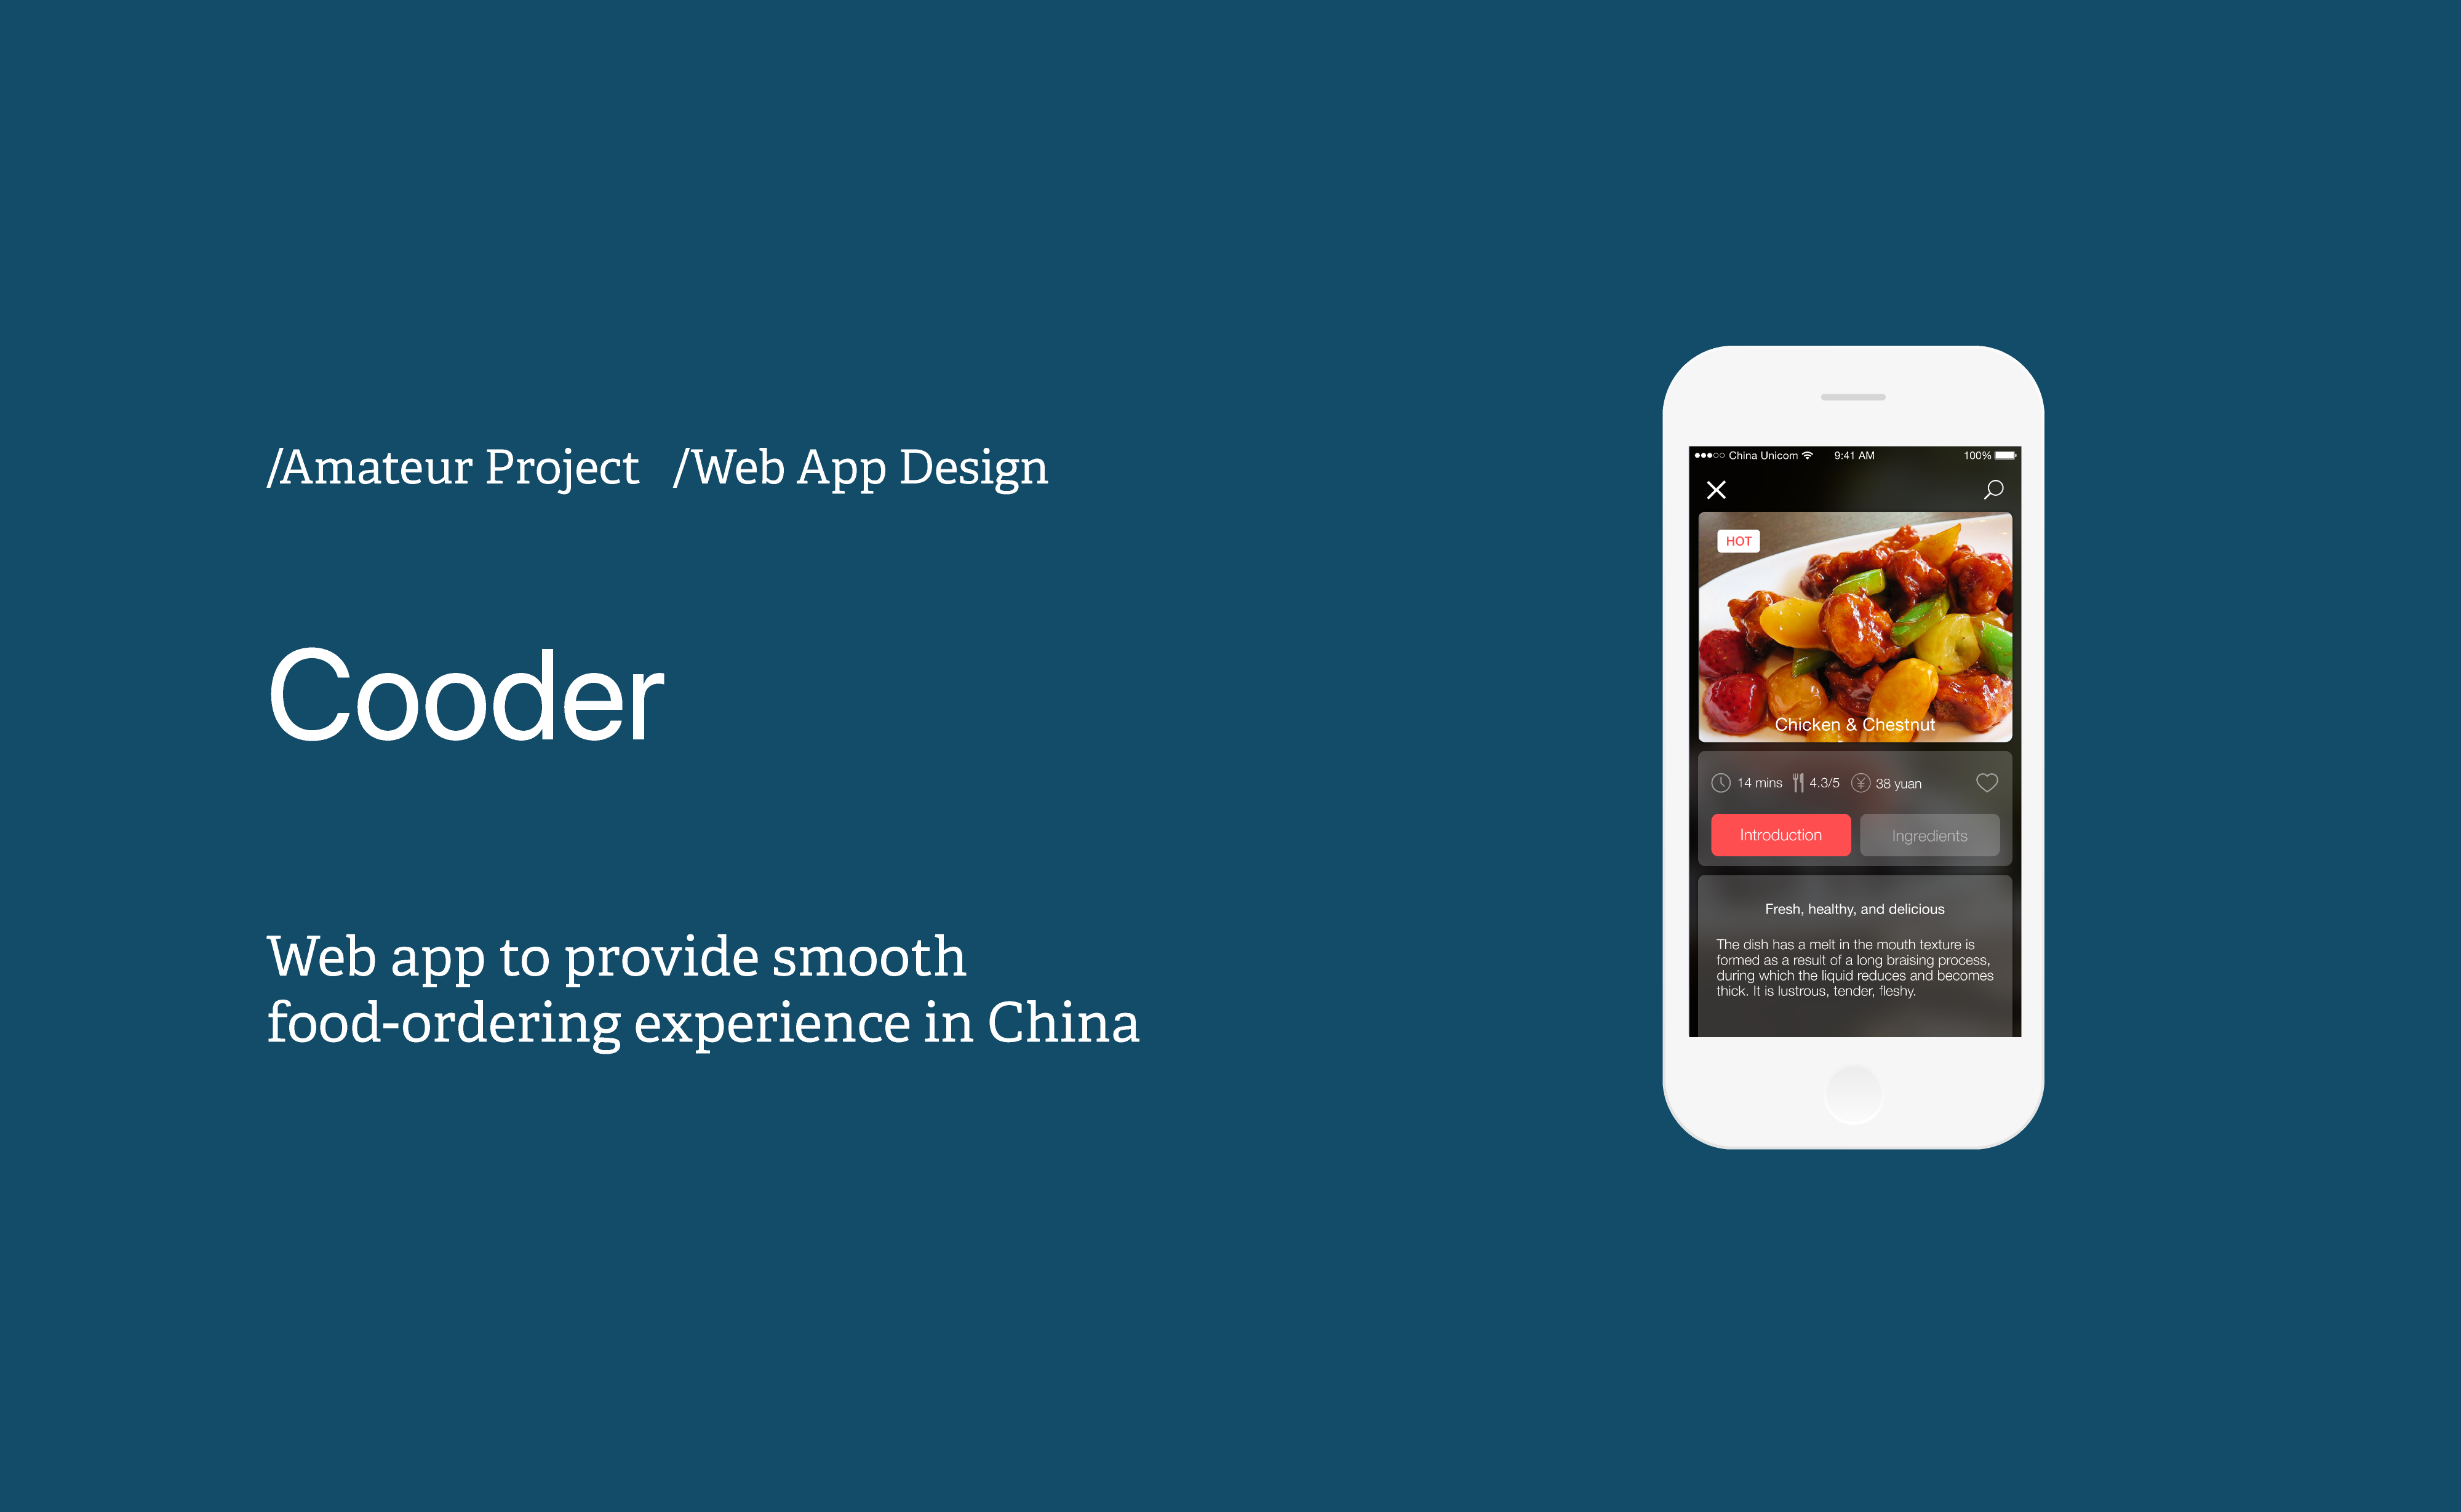 /Amateur Project /Web App Design
Cooder
Web app to provide smooth
food-ordering experience in China
China Unicom 9:41 AM 100%
HOT
Chicken & Chestnut
14 mins 4.3/5 38 yuan
Introduction Ingredients
Fresh, healthy, and delicious
The dish has a melt in the mouth texture is
formed as a result of a long braising process,
during which the liquid reduces and becomes
thick. It is lustrous, tender, fleshy.